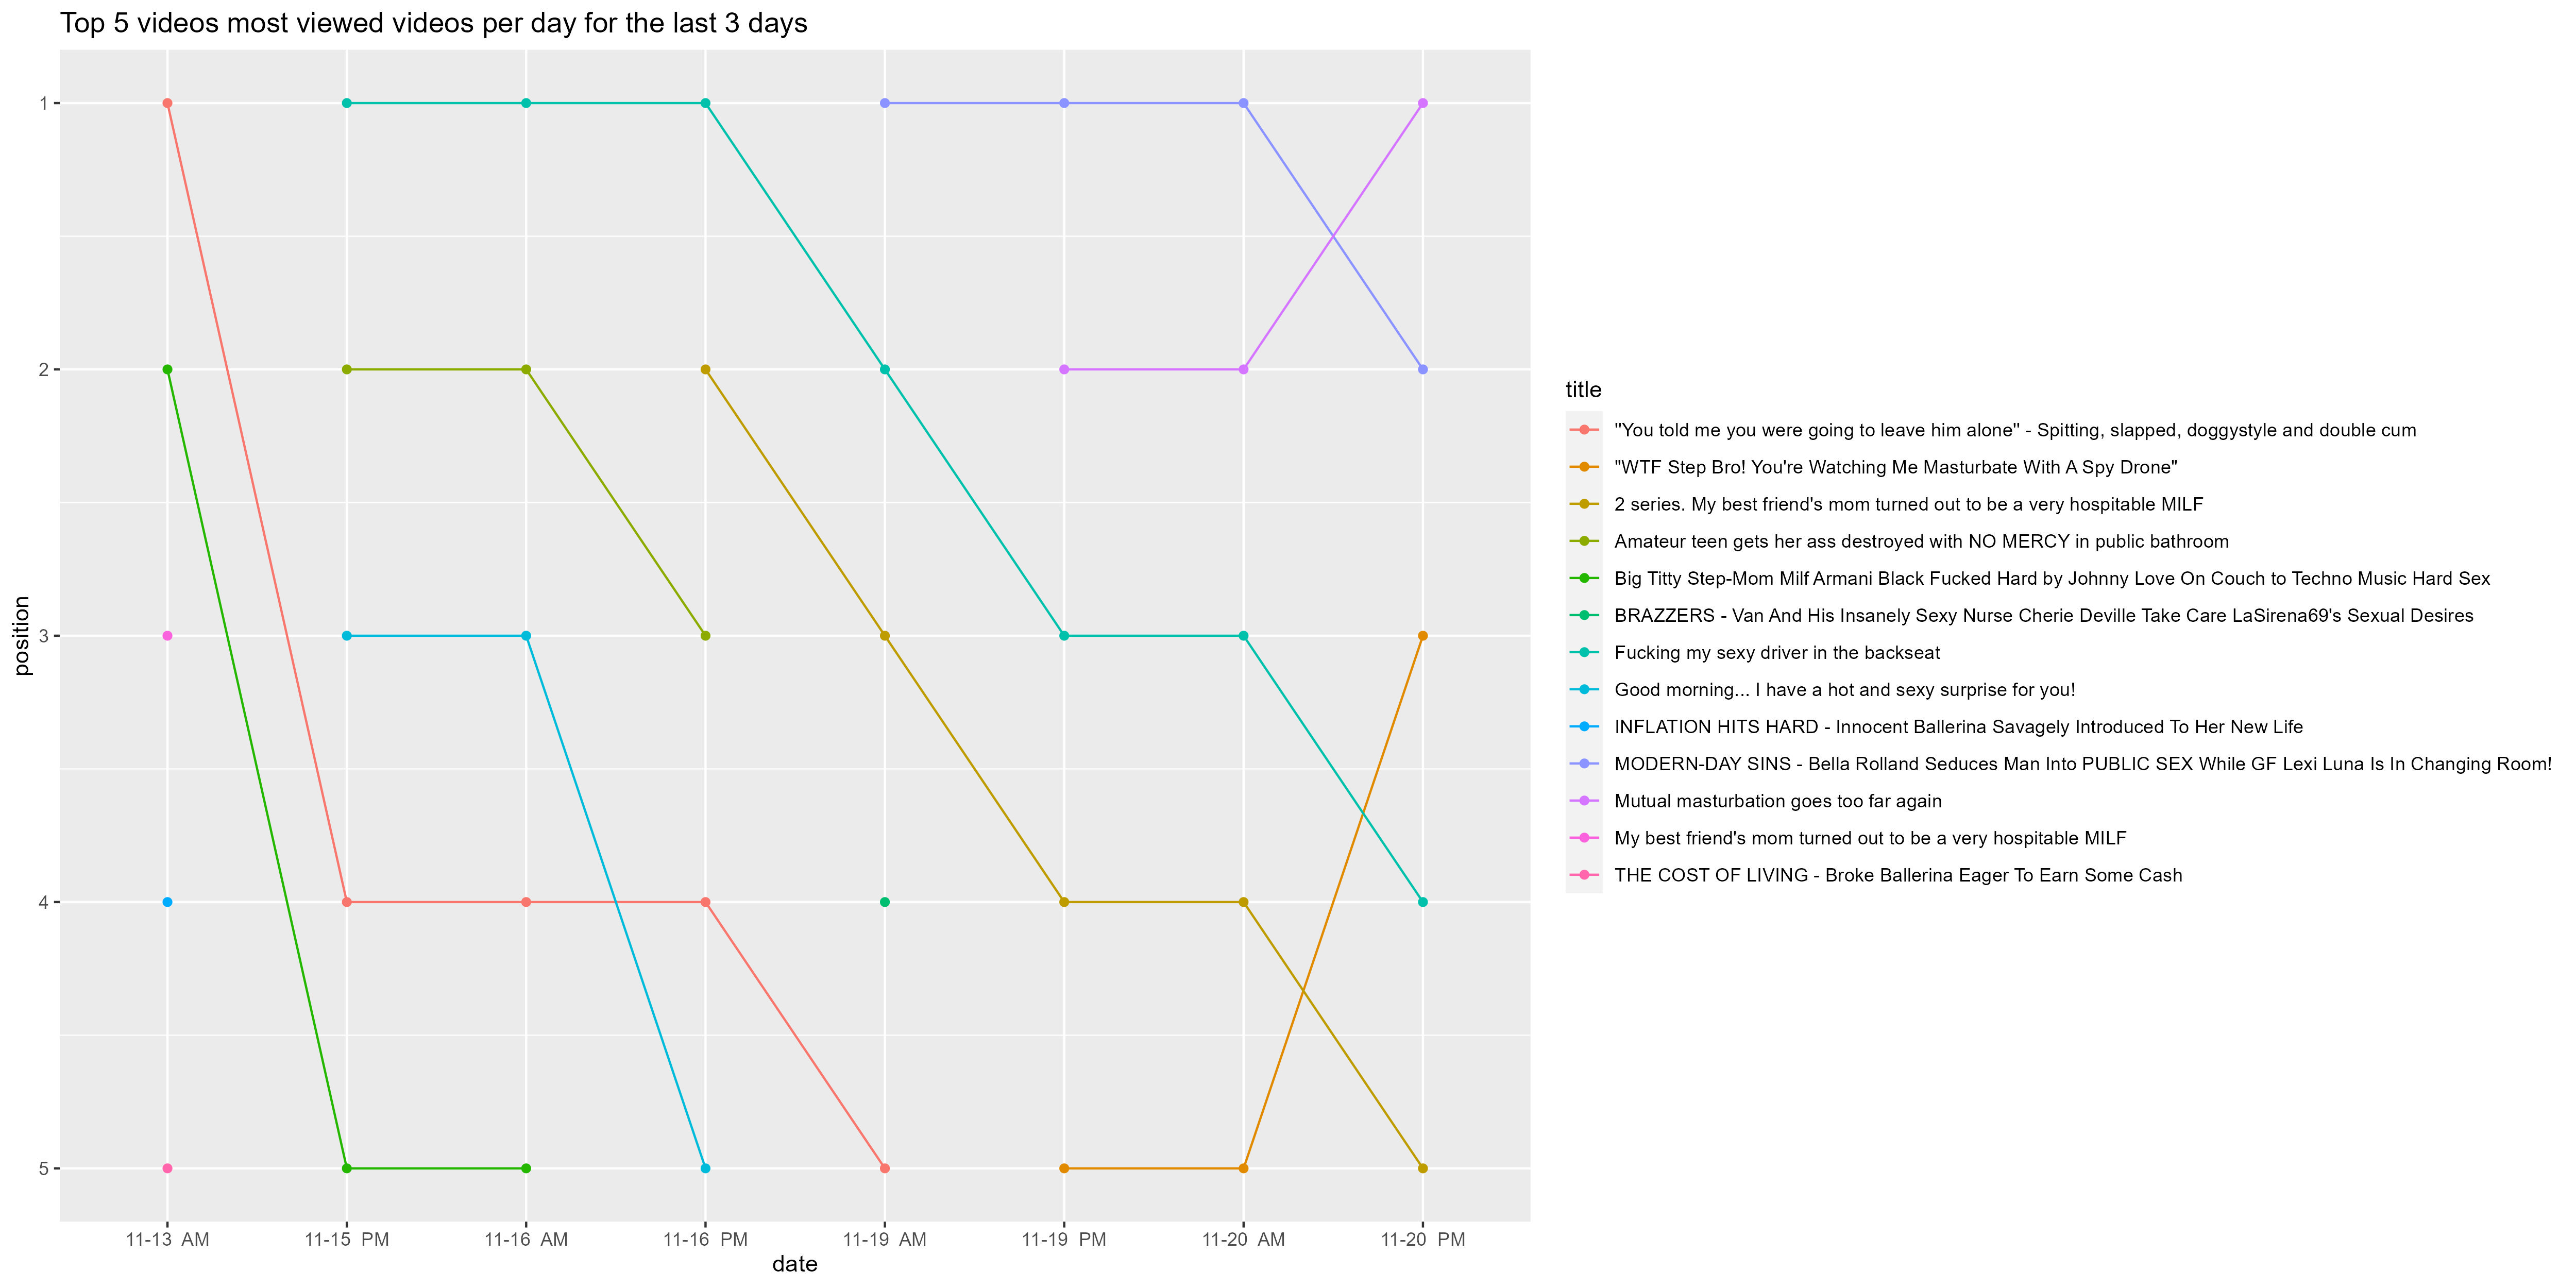 Top 5 videos most viewed videos per day for the last 3 days
position
1
2
3
4
5
11-13  AM
11-15  PM
11-16  AM
11-16  PM
11-19  AM
11-19  PM
11-20  AM
11-20  PM
date
title
"You told me you were going to leave him alone" - Spitting, slapped, doggystyle and double cum
"WTF Step Bro! You're Watching Me Masturbate With A Spy Drone"
2 series. My best friend's mom turned out to be a very hospitable MILF
Amateur teen gets her ass destroyed with NO MERCY in public bathroom
Big Titty Step-Mom Milf Armani Black Fucked Hard by Johnny Love On Couch to Techno Music Hard Sex
BRAZZERS - Van And His Insanely Sexy Nurse Cherie Deville Take Care LaSirena69's Sexual Desires
Fucking my sexy driver in the backseat
Good morning... I have a hot and sexy surprise for you!
INFLATION HITS HARD - Innocent Ballerina Savagely Introduced To Her New Life
MODERN-DAY SINS - Bella Rolland Seduces Man Into PUBLIC SEX While GF Lexi Luna Is In Changing Room!
Mutual masturbation goes too far again
My best friend's mom turned out to be a very hospitable MILF
THE COST OF LIVING - Broke Ballerina Eager To Earn Some Cash